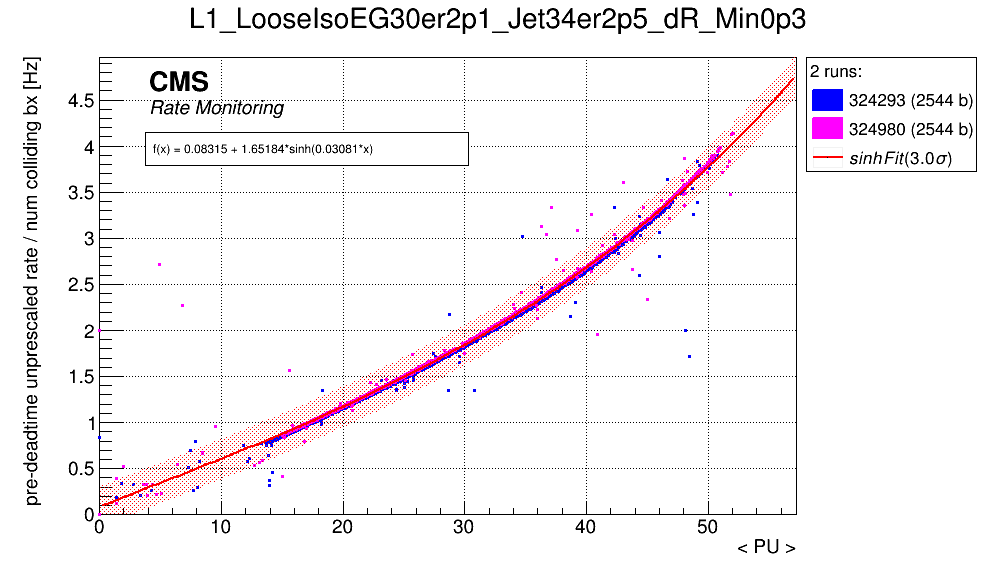 L1_LooseIsoEG30er2p1_Jet34er2p5_dR_Min0p3
pre-deadtime unprescaled rate / num colliding bx [Hz]
CMS
Rate Monitoring
f(x) = 0.08315 + 1.65184*sinh(0.03081*x)
2 runs:
324293 (2544 b)
324980 (2544 b)
sinhFit(3.0σ)
4.5
4
3.5
3
2.5
2
1.5
1
0.5
0
0 10 20 30 40 50
< PU >